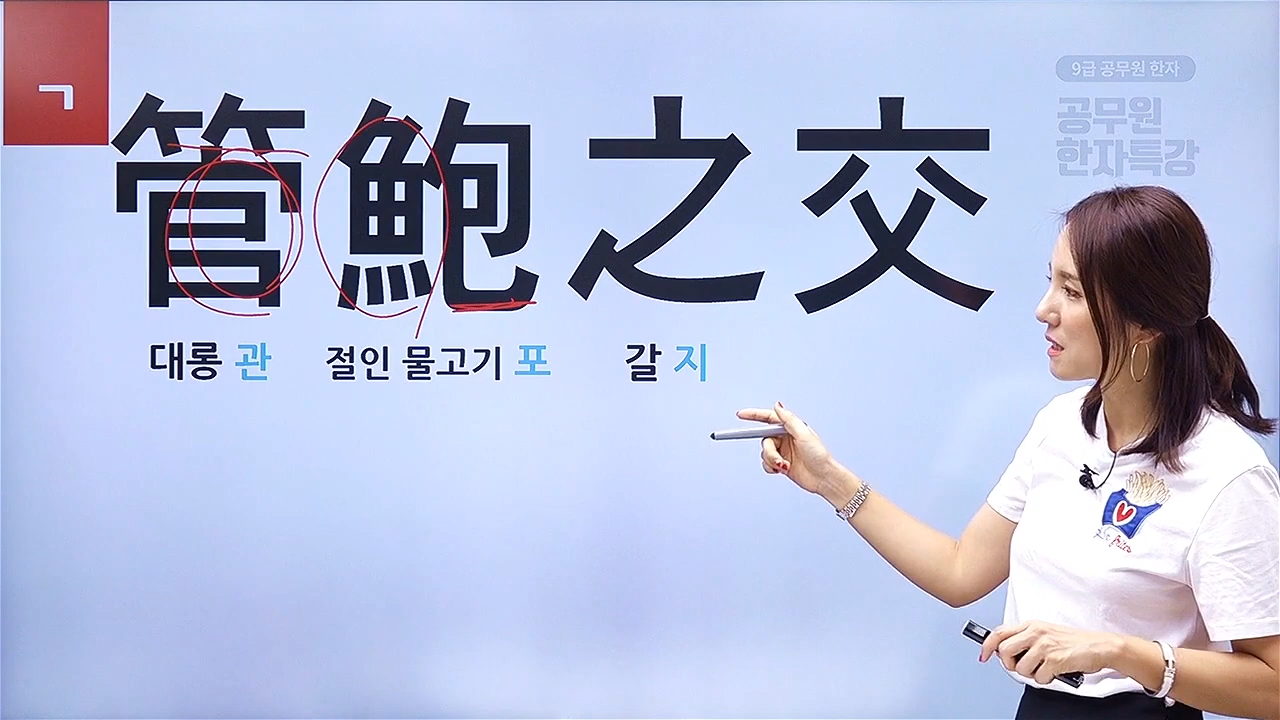 ㄱ
9급 공무원 한자
공무원
한자특강
管鮑之交
대롱 관 절인 물고기 포 갈 지